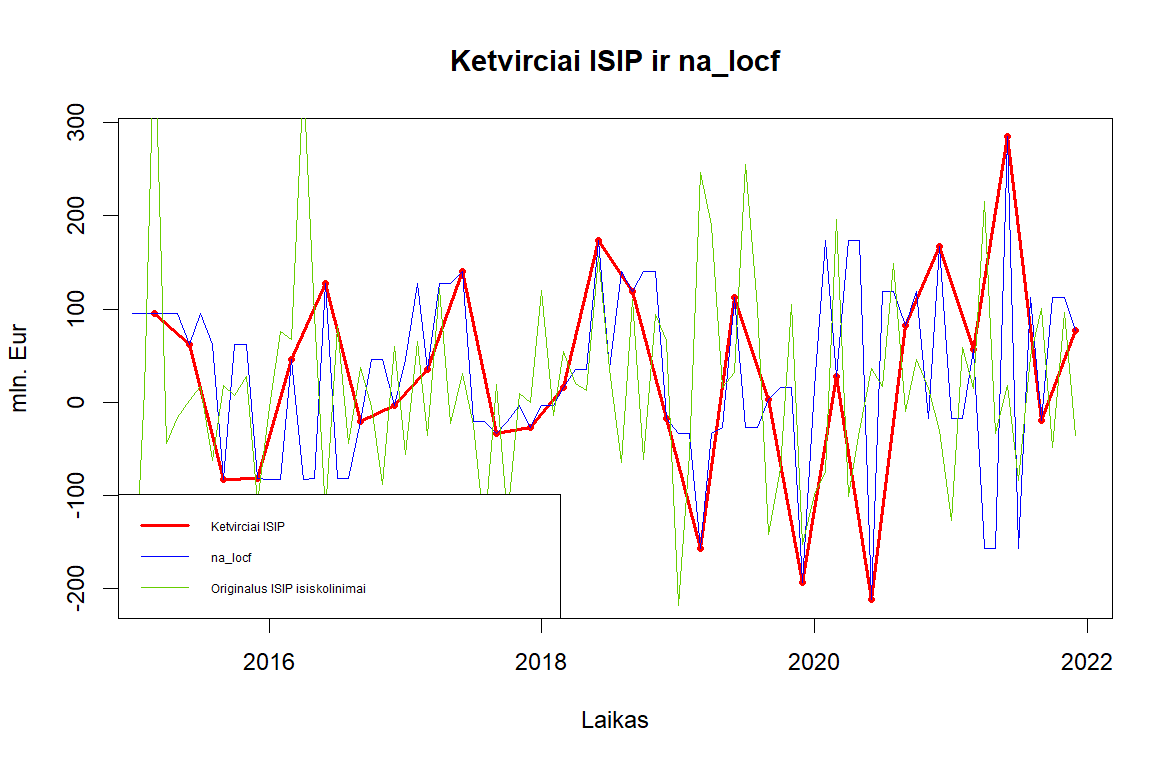 Ketvirciai ISIP ir na_locf
mln. Eur
300
200
100
0
-100
-200
Ketvirciai ISIP
na_locf
Originalus ISIP isiskolinimai
2016
2018
2020
2022
Laikas